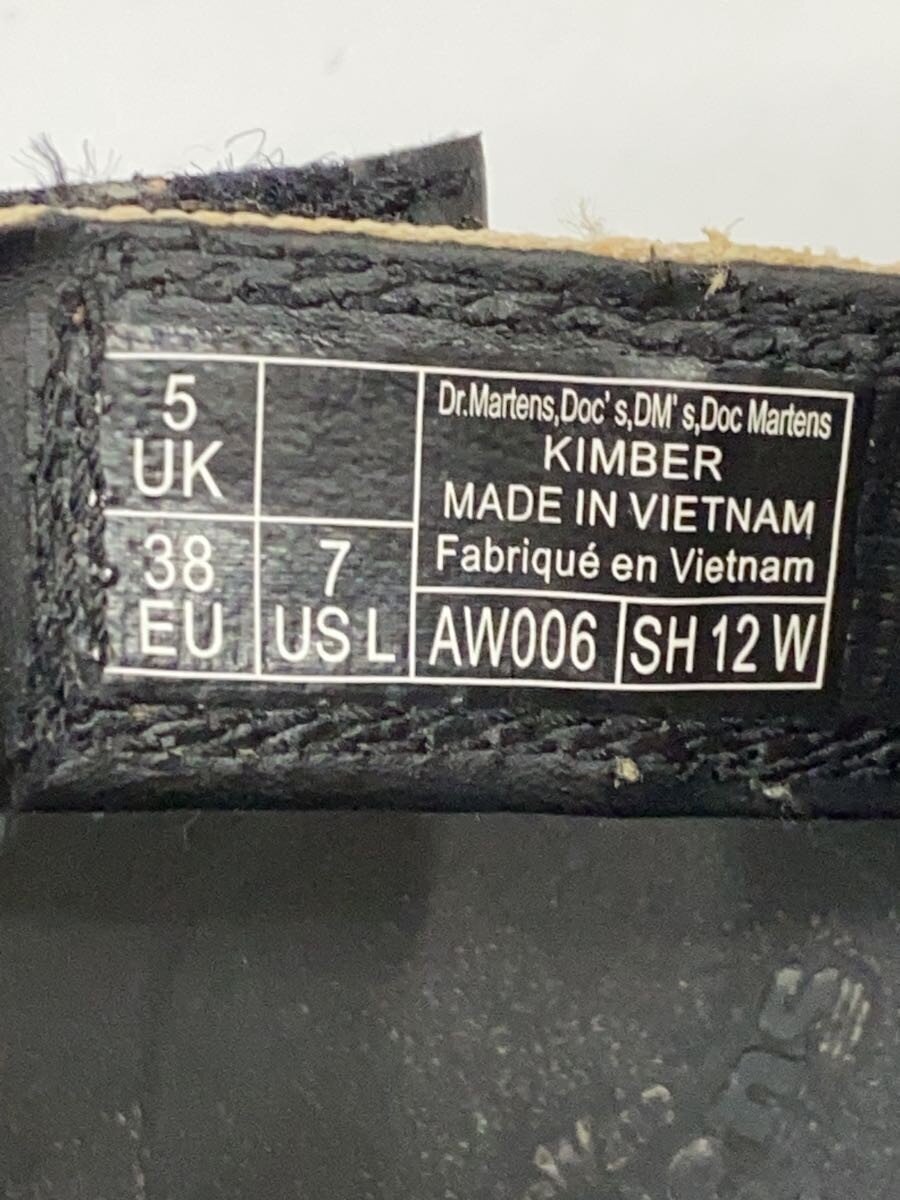 5
UK
38
EU
7
US L
Dr.Martens,Doc's,DM's,Doc Martens
KIMBER
MADE IN VIETNAM
Fabriqué en Vietnam
AW006
SH 12 W